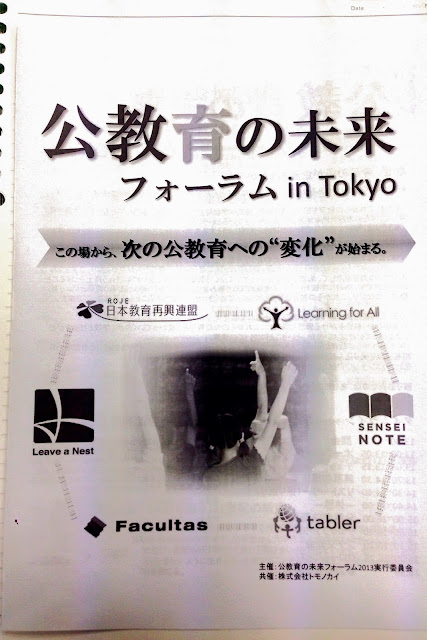 Date
公教育の未来
フォーラム in Tokyo
この場から、次の公教育への“変化”が始まる。
ROJE
日本教育再興連盟
Learning for All
Leave a Nest
SENSEI
NOTE
Facultas
tabler
主催：公教育の未来フォーラム2013実行委員会
共催：株式会社トモノカイ